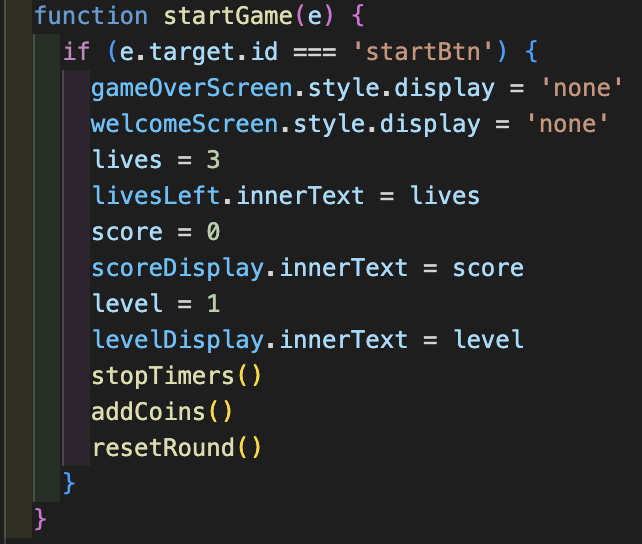 function startGame(e) {
if (e.target.id === 'startBtn') {
gameOverScreen.style.display = 'none'
welcomeScreen.style.display = 'none'
lives = 3
livesLeft.innerText = lives
score = 0
scoreDisplay.innerText = score
level = 1
levelDisplay.innerText = level
stopTimers()
addCoins()
resetRound()
}
}